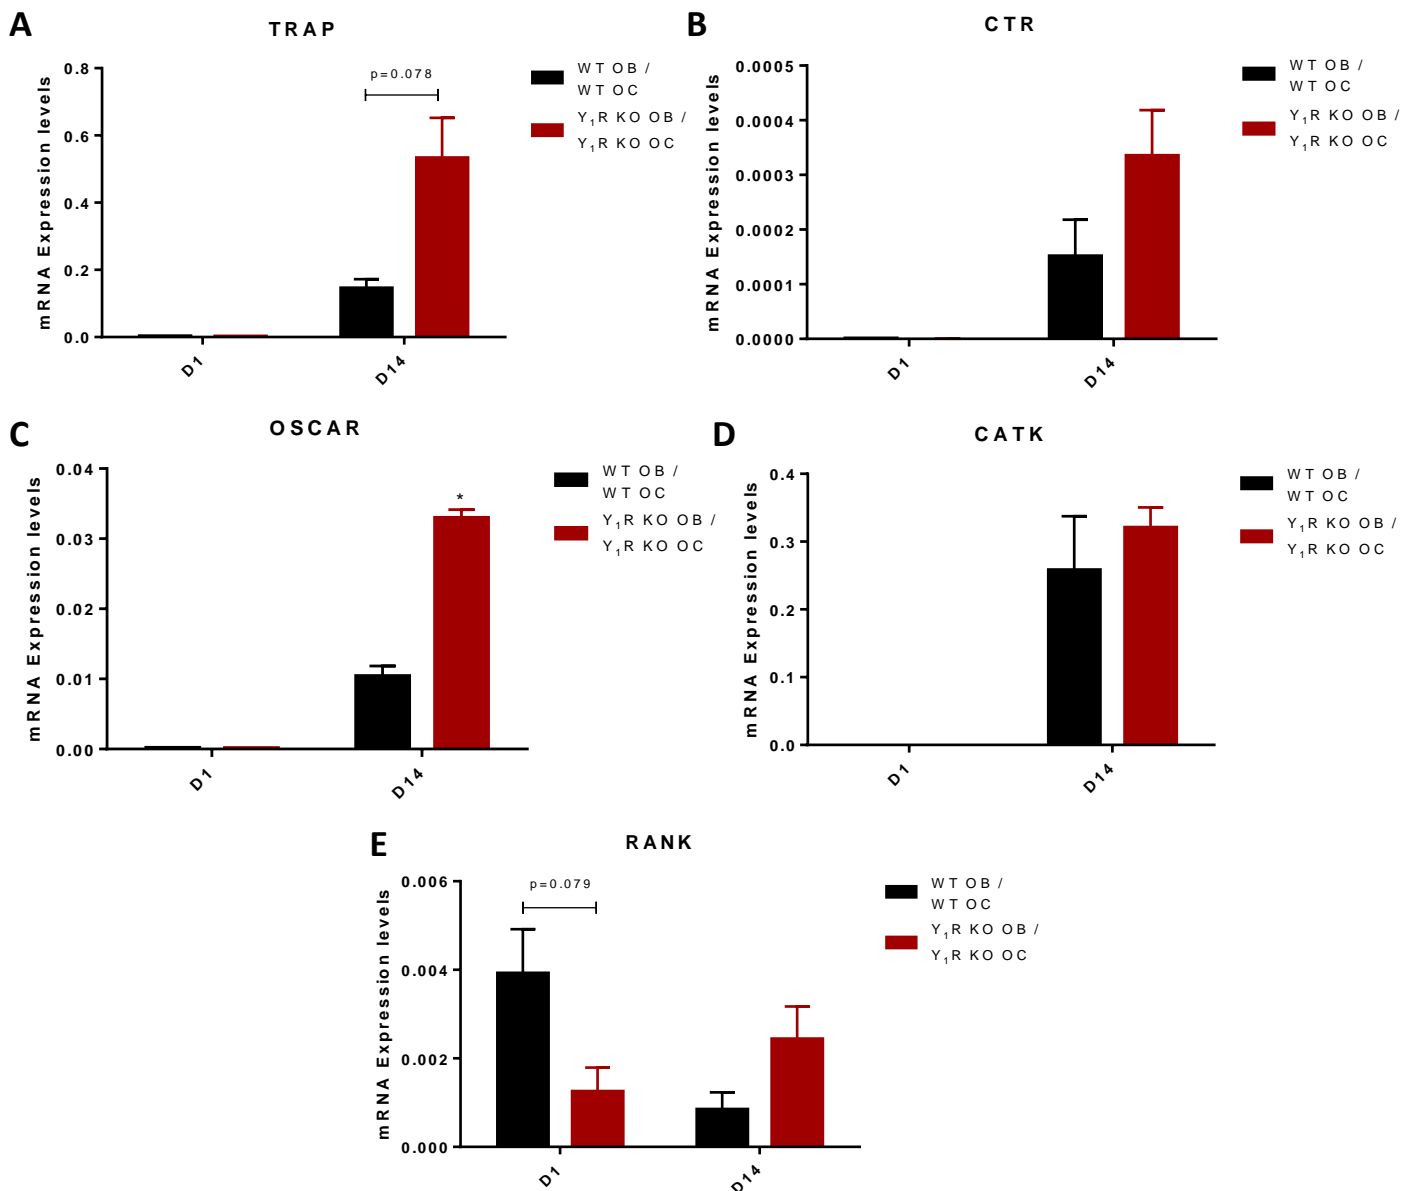 A
TRAP
mRNA Expression levels
0.8
0.6
0.4
0.2
0.0
p=0.078
D1
D14
WT OB /
WT OC
Y₁R KO OB /
Y₁R KO OC
B
CTR
mRNA Expression levels
0.0005
0.0004
0.0003
0.0002
0.0001
0.0000
D1
D14
WT OB /
WT OC
Y₁R KO OB /
Y₁R KO OC
C
OSCAR
mRNA Expression levels
0.04
0.03
0.02
0.01
0.00
*
D1
D14
WT OB /
WT OC
Y₁R KO OB /
Y₁R KO OC
D
CATK
mRNA Expression levels
0.4
0.3
0.2
0.1
0.0
D1
D14
WT OB /
WT OC
Y₁R KO OB /
Y₁R KO OC
E
RANK
mRNA Expression levels
0.006
0.004
0.002
0.000
p=0.079
D1
D14
WT OB /
WT OC
Y₁R KO OB /
Y₁R KO OC